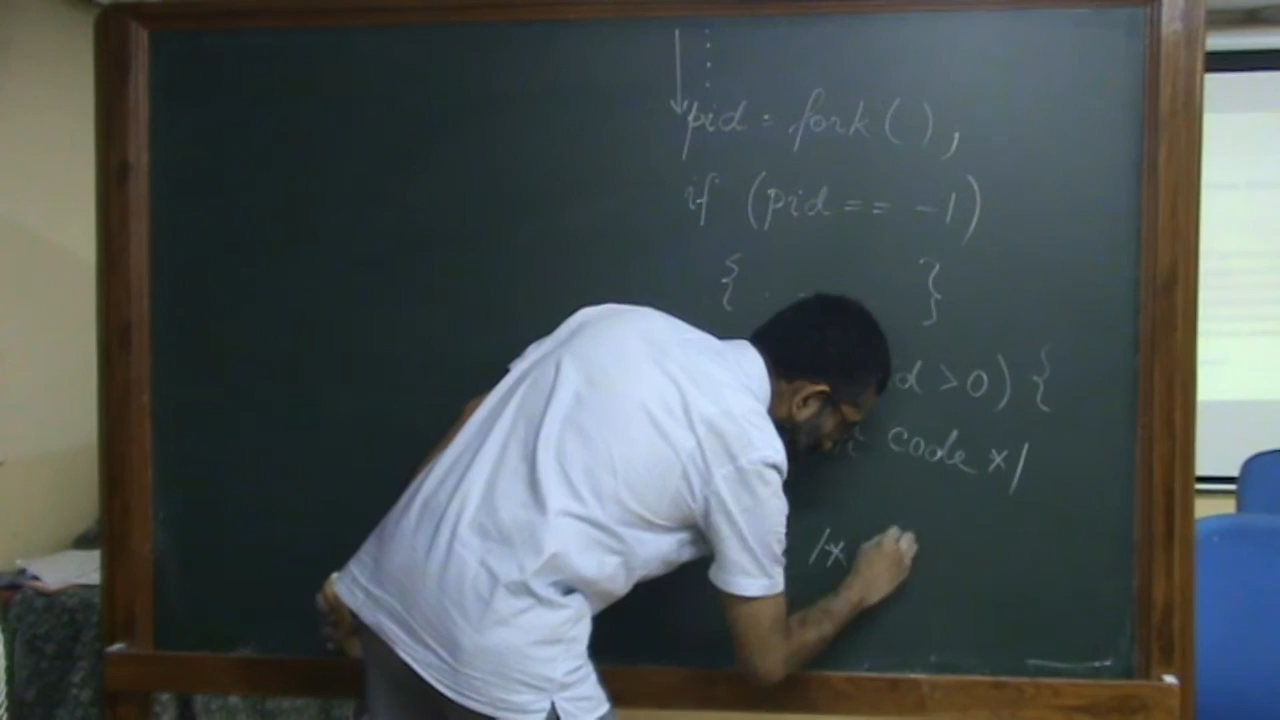 pid = fork ( ) ,
if (pid == -1)
{ . . }
d > 0 ) {
code */
/*